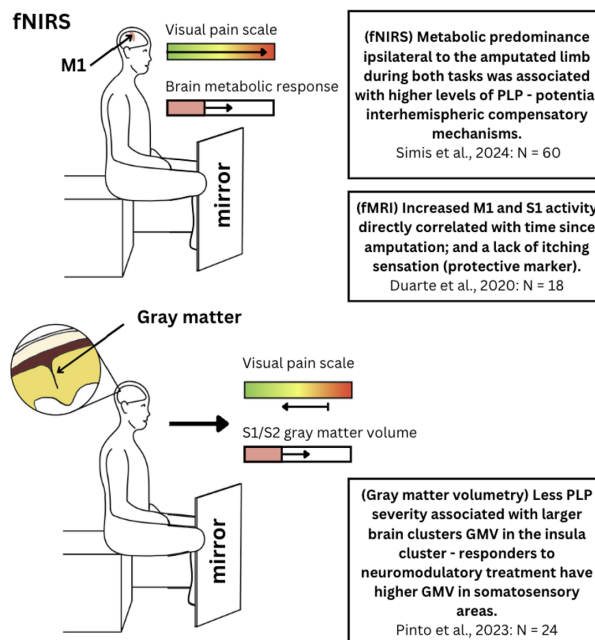 fNIRS
M1
Visual pain scale
Brain metabolic response
mirror
(fNIRS) Metabolic predominance
ipsilateral to the amputated limb
during both tasks was associated
with higher levels of PLP - potential
interhemispheric compensatory
mechanisms.
Simis et al., 2024: N = 60
(fMRI) Increased M1 and S1 activity
directly correlated with time since
amputation; and a lack of itching
sensation (protective marker).
Duarte et al., 2020: N = 18
Gray matter
Visual pain scale
S1/S2 gray matter volume
mirror
(Gray matter volumetry) Less PLP
severity associated with larger
brain clusters GMV in the insula
cluster - responders to
neuromodulatory treatment have
higher GMV in somatosensory
areas.
Pinto et al., 2023: N = 24